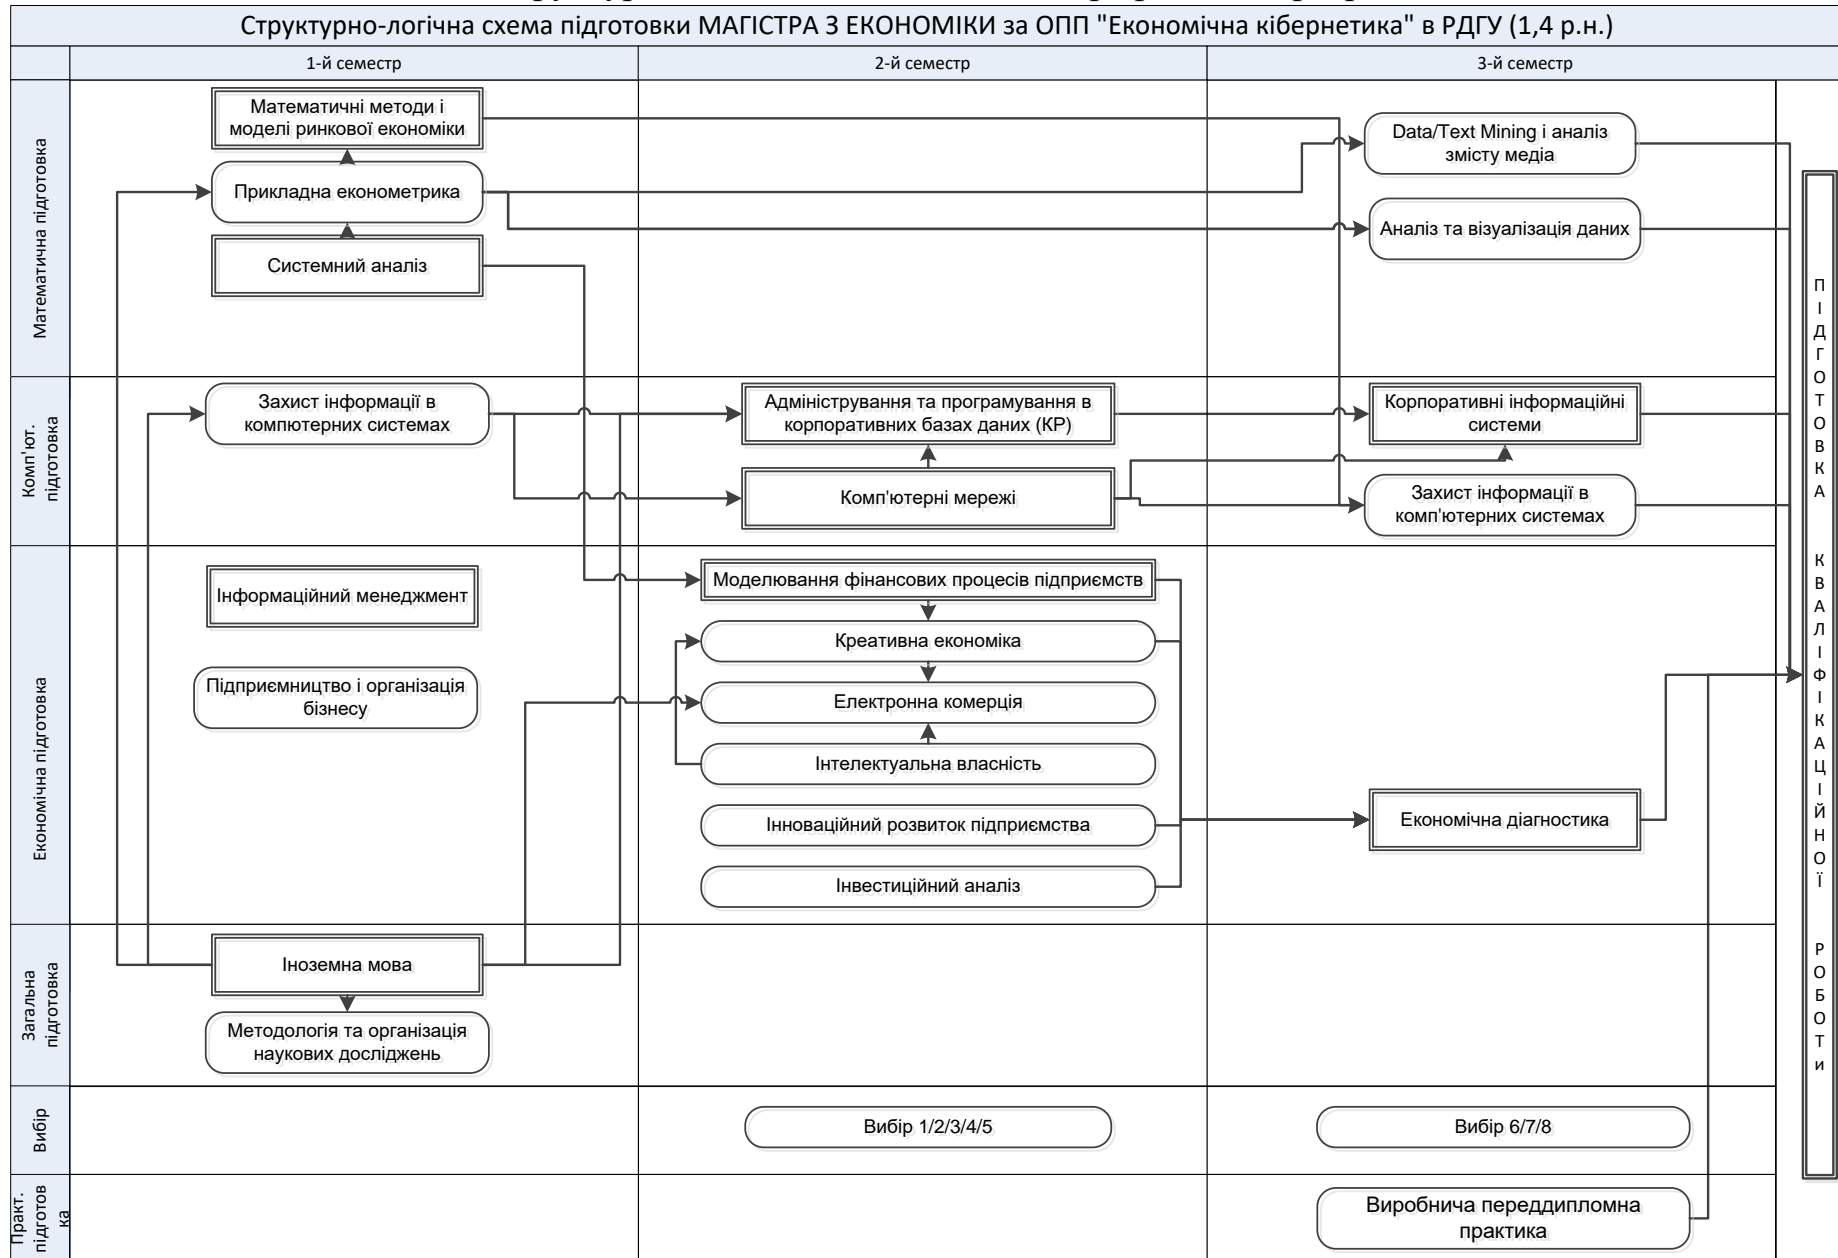 Структурно-логічна схема підготовки МАГІСТРА З ЕКОНОМІКИ за ОПП "Економічна кібернетика" в РДГУ (1,4 р.н.)
1-й семестр
2-й семестр
3-й семестр
Математична підготовка
Математичні методи і
моделі ринкової економіки
Прикладна економетрика
Системний аналіз
Data/Text Mining і аналіз
змісту медіа
Аналіз та візуалізація даних
Комп'ют.
підготовка
Захист інформації в
компютерних системах
Адміністрування та програмування в
корпоративних базах даних (КР)
Комп'ютерні мережі
Корпоративні інформаційні
системи
Захист інформації в
комп'ютерних системах
Економічна підготовка
Інформаційний менеджмент
Підприємництво і організація
бізнесу
Моделювання фінансових процесів підприємств
Креативна економіка
Електронна комерція
Інтелектуальна власність
Інноваційний розвиток підприємства
Інвестиційний аналіз
Економічна діагностика
Загальна
підготовка
Іноземна мова
Методологія та організація
наукових досліджень
Вибір
Вибір 1/2/3/4/5
Вибір 6/7/8
Практ.
підготов
ка
Виробнича переддипломна
практика
ПІДГОТОВКА КВАЛІФІКАЦІЙНОЇ РОБОТи